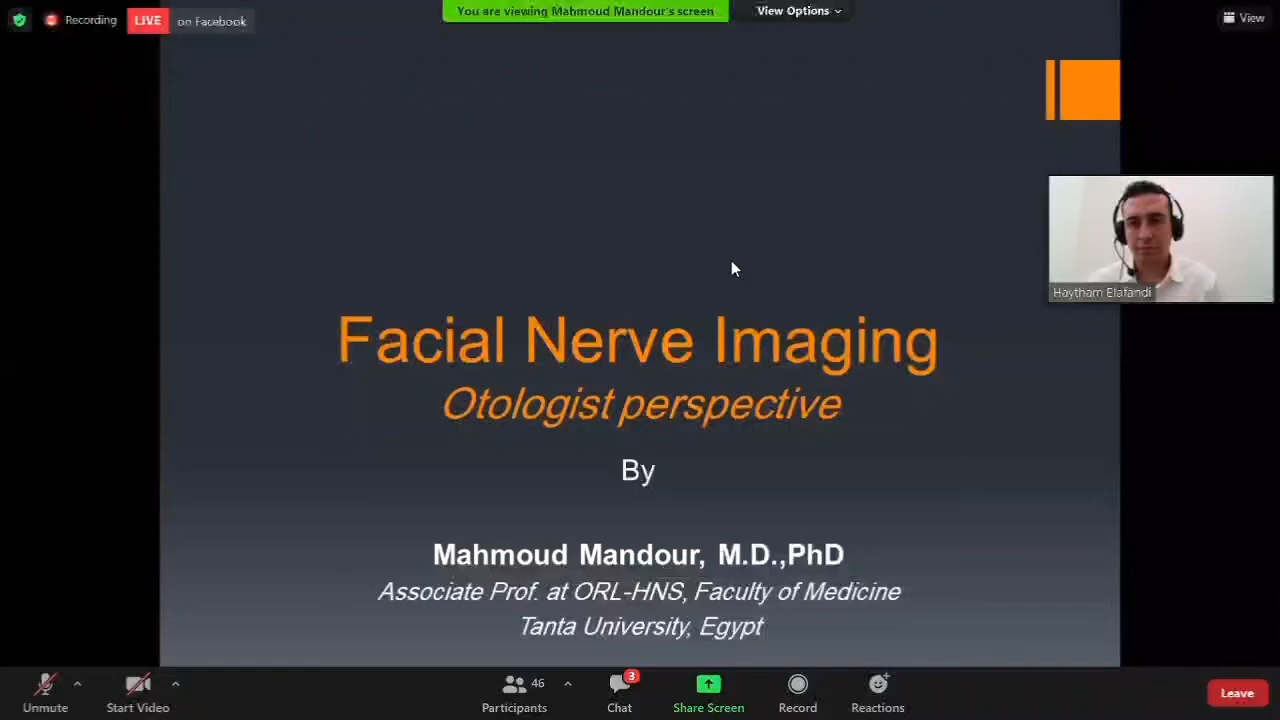 Recording
LIVE on Facebook
You are viewing Mahmoud Mandour's screen
View Options
View
Haytham Elafandi
Facial Nerve Imaging
Otologist perspective
By
Mahmoud Mandour, M.D.,PhD
Associate Prof. at ORL-HNS, Faculty of Medicine
Tanta University, Egypt
Unmute
Start Video
46
Participants
3
Chat
Share Screen
Record
Reactions
Leave